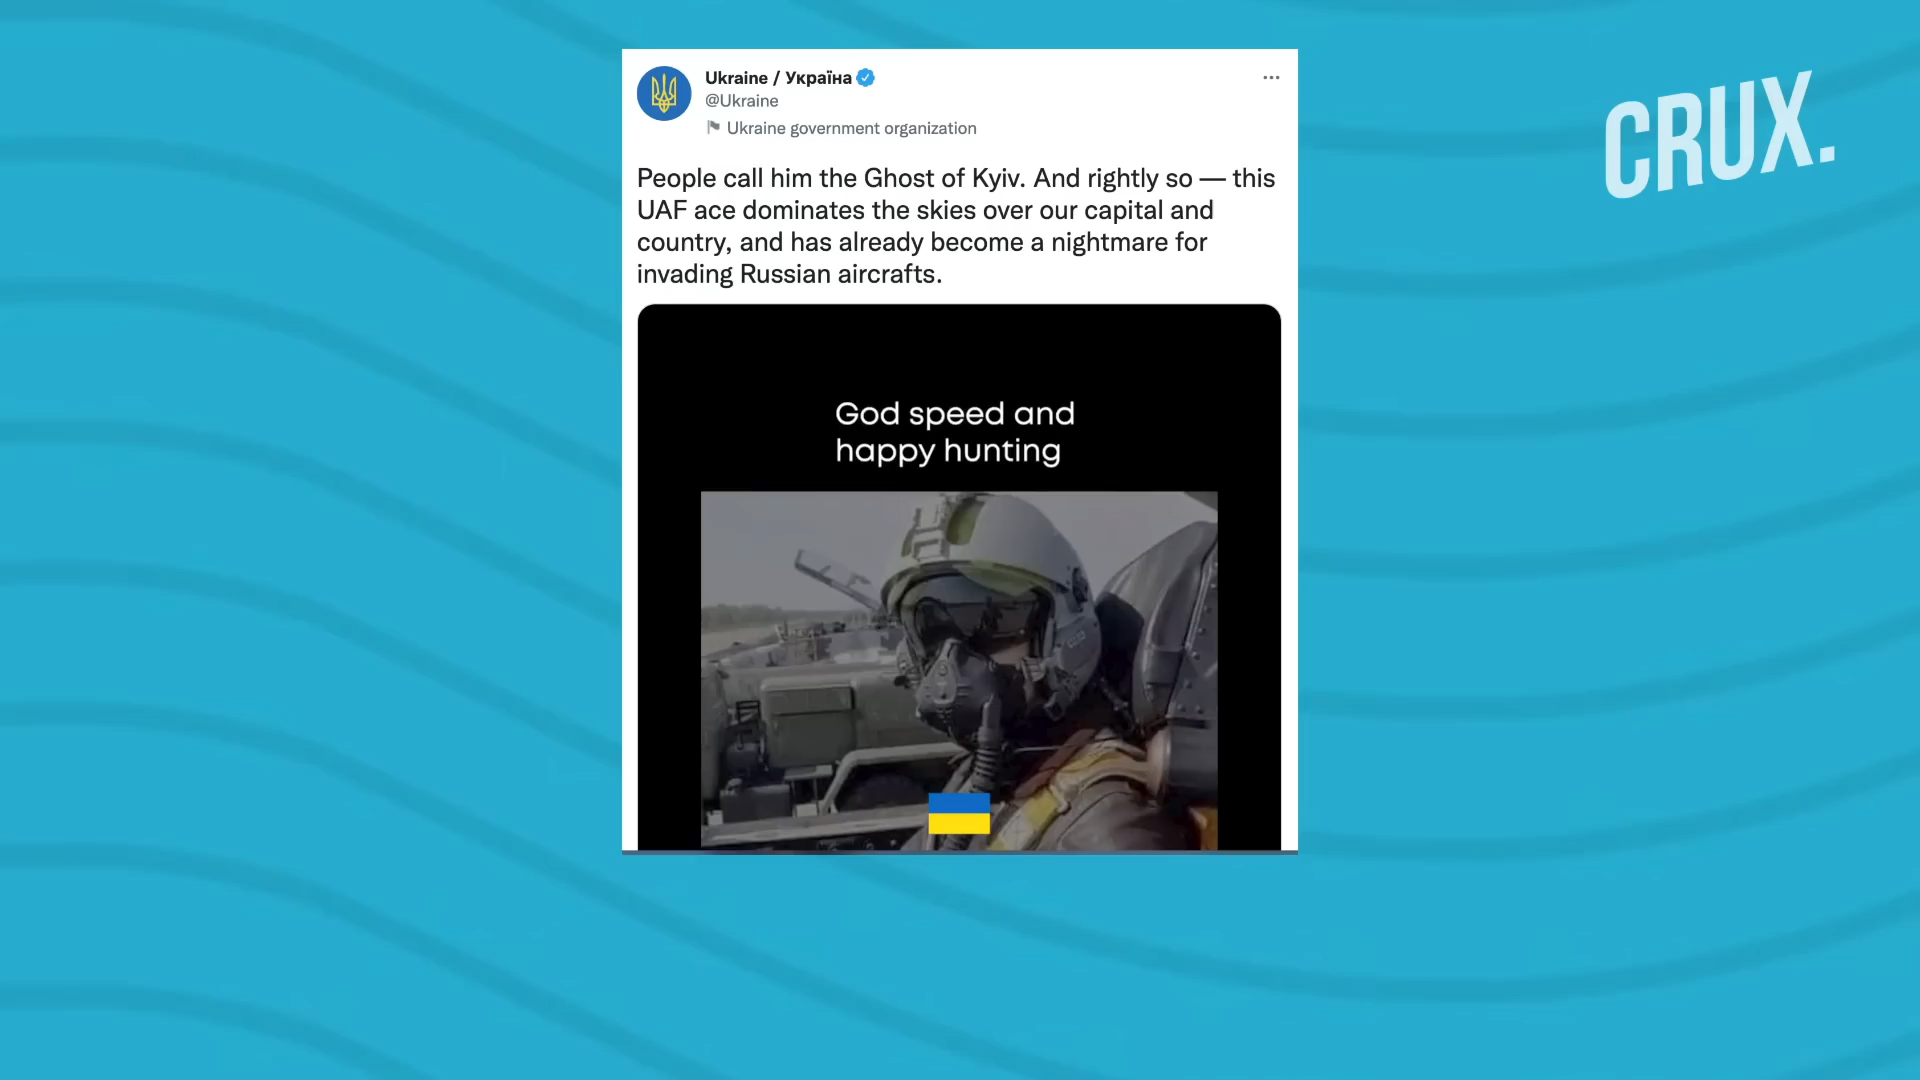 Ukraine / Україна
@Ukraine
Ukraine government organization
CRUX.
People call him the Ghost of Kyiv. And rightly so — this
UAF ace dominates the skies over our capital and
country, and has already become a nightmare for
invading Russian aircrafts.
God speed and
happy hunting